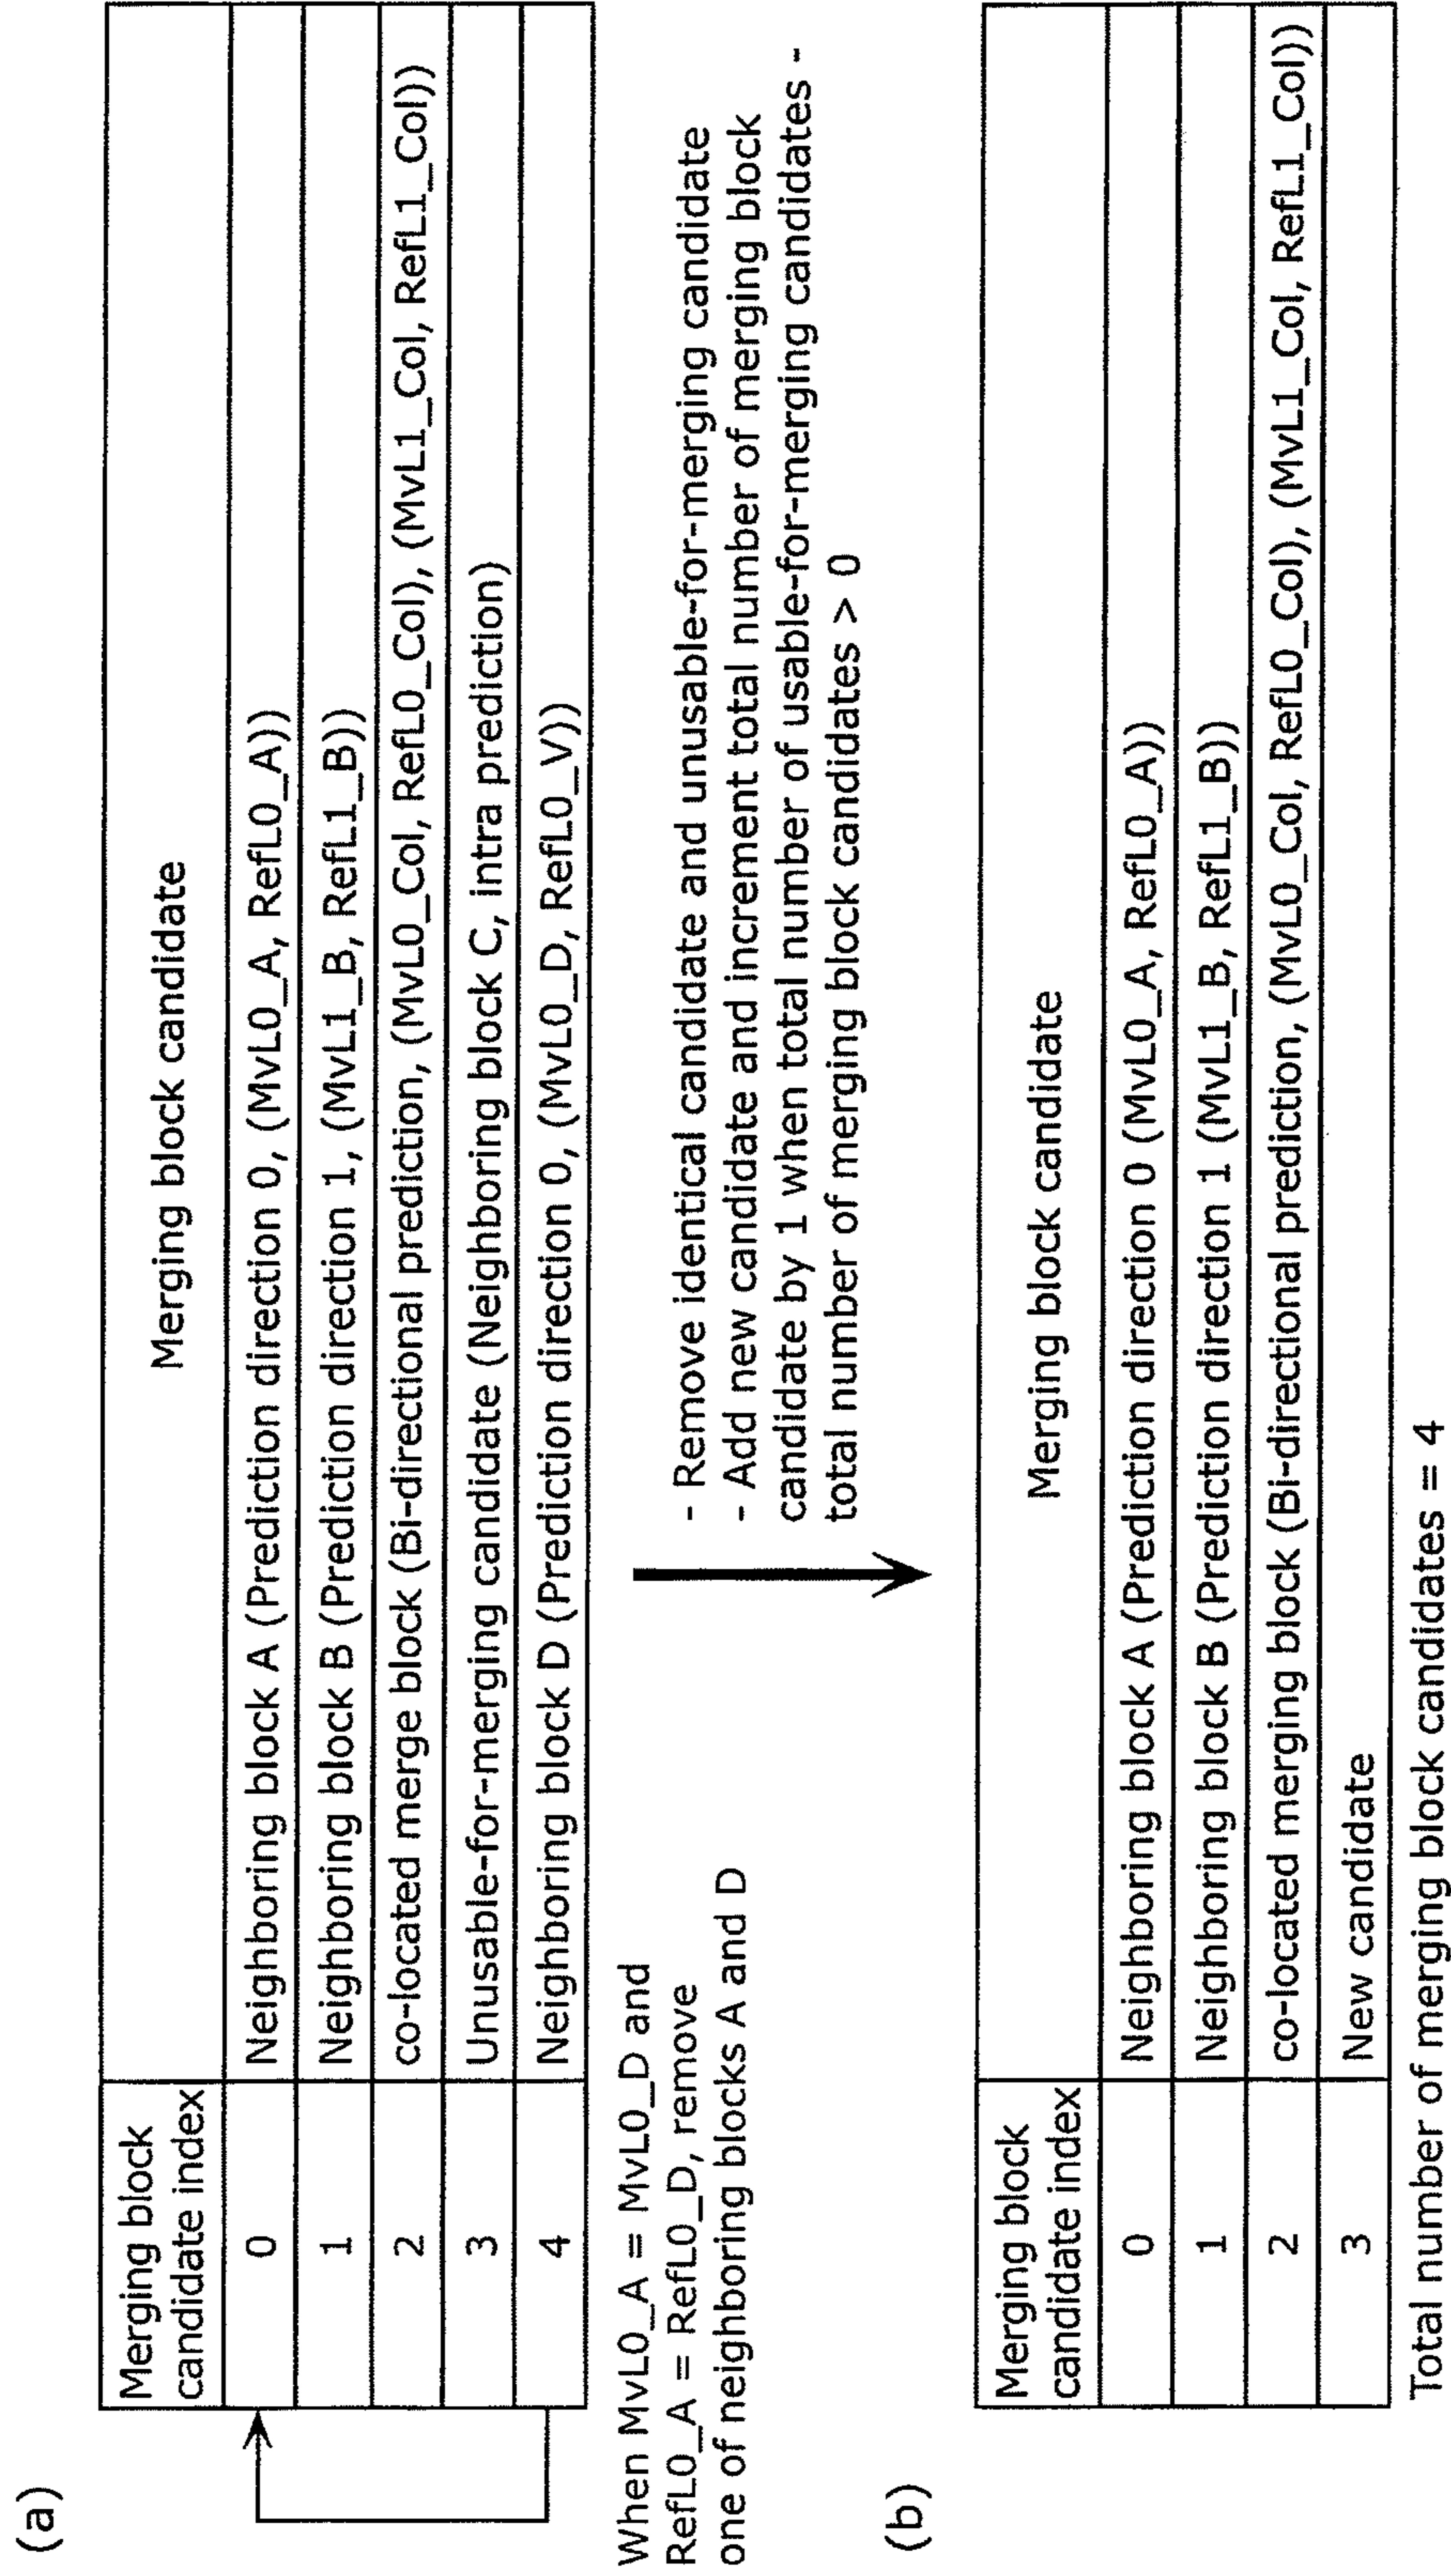 (a)
Merging block
candidate index
Merging block candidate
0
Neighboring block A (Prediction direction 0, (MvL0_A, RefL0_A))
1
Neighboring block B (Prediction direction 1, (MvL1_B, RefL1_B))
2
co-located merge block (Bi-directional prediction, (MvL0_Col, RefL0_Col), (MvL1_Col, RefL1_Col))
3
Unusable-for-merging candidate (Neighboring block C, intra prediction)
4
Neighboring block D (Prediction direction 0, (MvL0_D, RefL0_V))
When MvL0_A = MvL0_D and
RefL0_A = RefL0_D, remove
one of neighboring blocks A and D
- Remove identical candidate and unusable-for-merging candidate
- Add new candidate and increment total number of merging block
candidate by 1 when total number of usable-for-merging candidates -
total number of merging block candidates > 0
(b)
Merging block
candidate index
Merging block candidate
0
Neighboring block A (Prediction direction 0 (MvL0_A, RefL0_A))
1
Neighboring block B (Prediction direction 1 (MvL1_B, RefL1_B))
2
co-located merging block (Bi-directional prediction, (MvL0_Col, RefL0_Col), (MvL1_Col, RefL1_Col))
3
New candidate
Total number of merging block candidates = 4